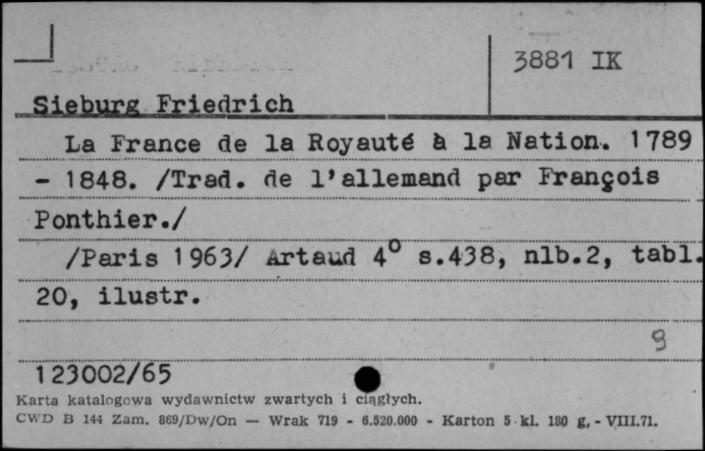 3881 IK
Sieburg Friedrich
La France de la Royauté à la Nation. 1789
- 1848. /Trad. de l'allemand par François
Ponthier./
/Paris 1963/ Artaud 4° s.438, nlb.2, tabl.
20, ilustr.
9
123002/65
Karta katalogowa wydawnictw zwartych i ciągłych.
CWD B 144 Zam. 869/Dw/On — Wrak 719 - 6.520.000 - Karton 5 kl. 180 g, - VIII.71.